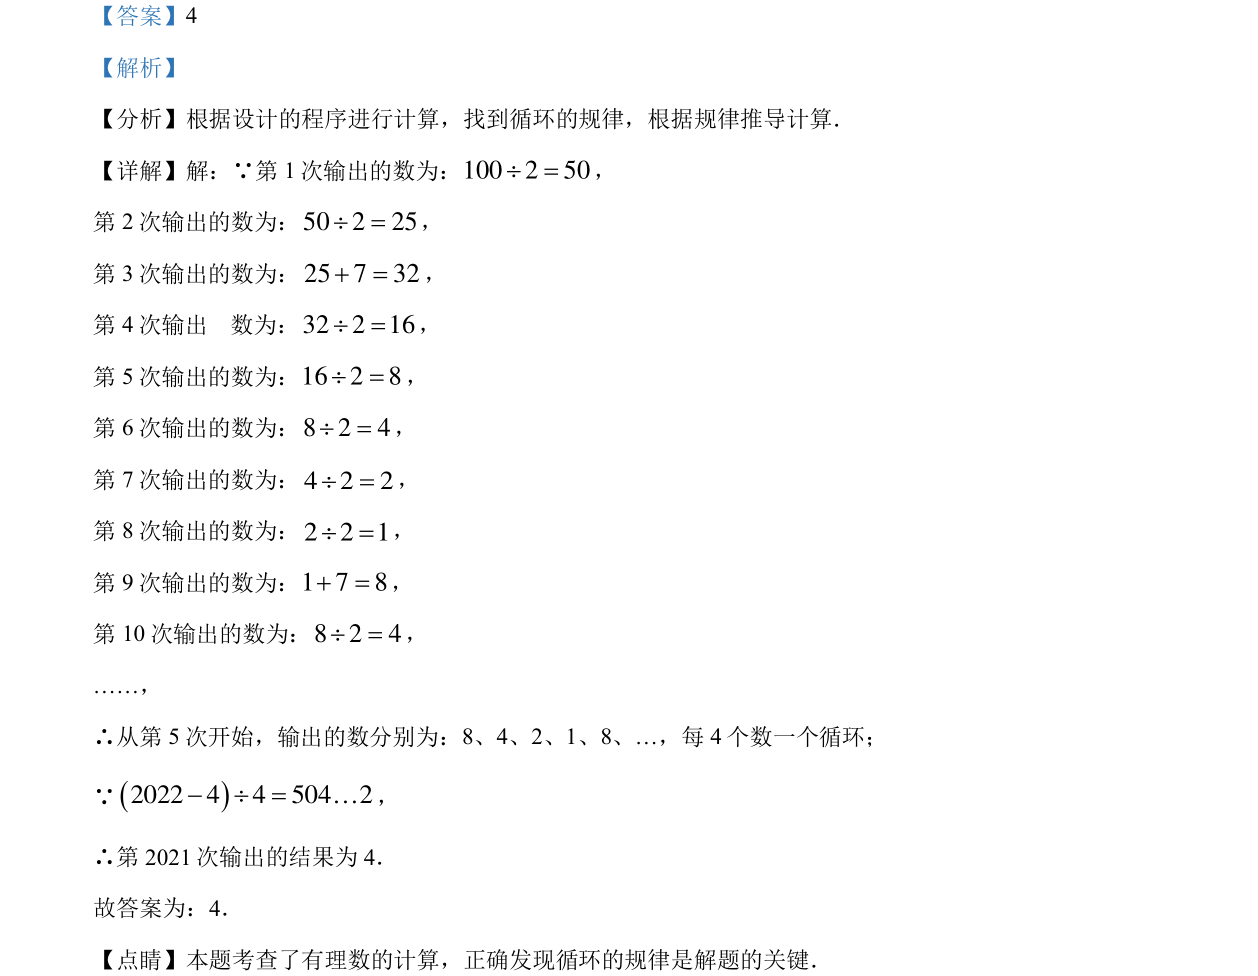 【答案】4
【解析】
【分析】根据设计的程序进行计算，找到循环的规律，根据规律推导计算．
【详解】解：∵第 1 次输出的数为：100÷2＝50，
第 2 次输出的数为：50÷2＝25，
第 3 次输出的数为：25+7＝32，
第 4 次输出 数为：32÷2＝16，
第 5 次输出的数为：16÷2＝8，
第 6 次输出的数为：8÷2＝4，
第 7 次输出的数为：4÷2＝2，
第 8 次输出的数为：2÷2＝1，
第 9 次输出的数为：1+7＝8，
第 10 次输出的数为：8÷2＝4，
……，
∴从第 5 次开始，输出的数分别为：8、4、2、1、8、…，每 4 个数一个循环；
∵(2022−4)÷4＝504…2，
∴第 2021 次输出的结果为 4．
故答案为：4．
【点睛】本题考查了有理数的计算，正确发现循环的规律是解题的关键．